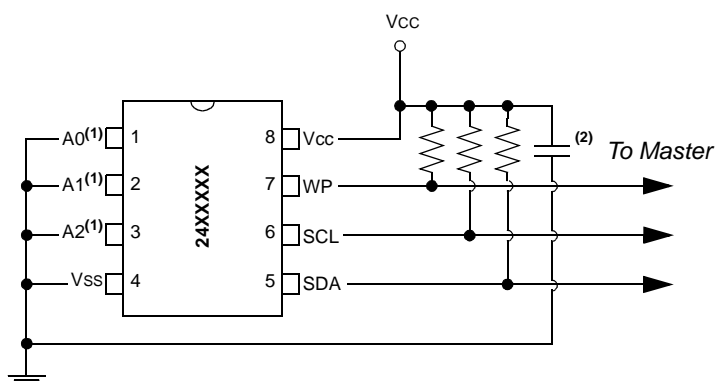 VCC
A0(1) 1
A1(1) 2
A2(1) 3
VSS 4
24XXXXX
8 VCC
7 WP
6 SCL
5 SDA
(2)
To Master